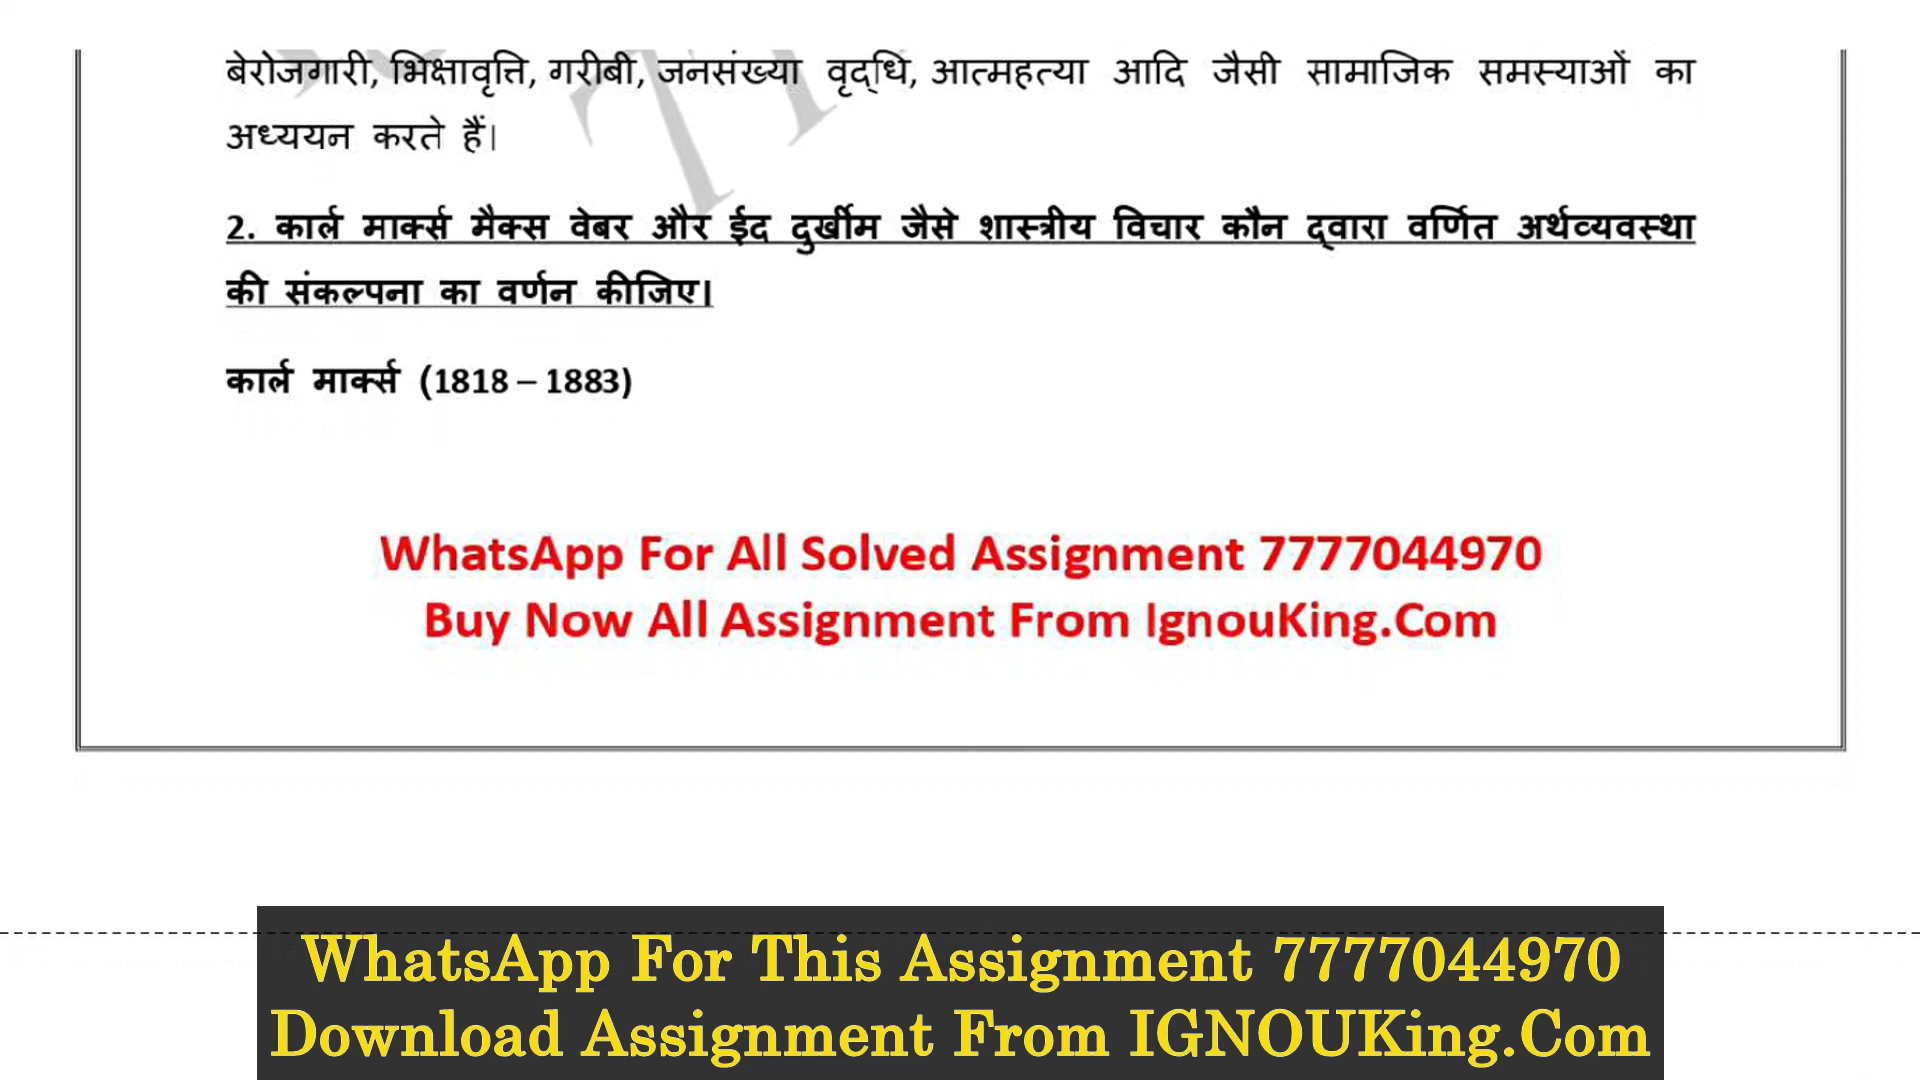 बेरोजगारी, भिक्षावृत्ति, गरीबी, जनसंख्या वृद्धि, आत्महत्या आदि जैसी सामाजिक समस्याओं का
अध्ययन करते हैं।
2. कार्ल मार्क्स मैक्स वेबर और ईद दुर्खीम जैसे शास्त्रीय विचार कौन द्वारा वर्णित अर्थव्यवस्था
की संकल्पना का वर्णन कीजिए।
कार्ल मार्क्स (1818 – 1883)
WhatsApp For All Solved Assignment 7777044970
Buy Now All Assignment From IgnouKing.Com
WhatsApp For This Assignment 7777044970
Download Assignment From IGNOUKing.Com